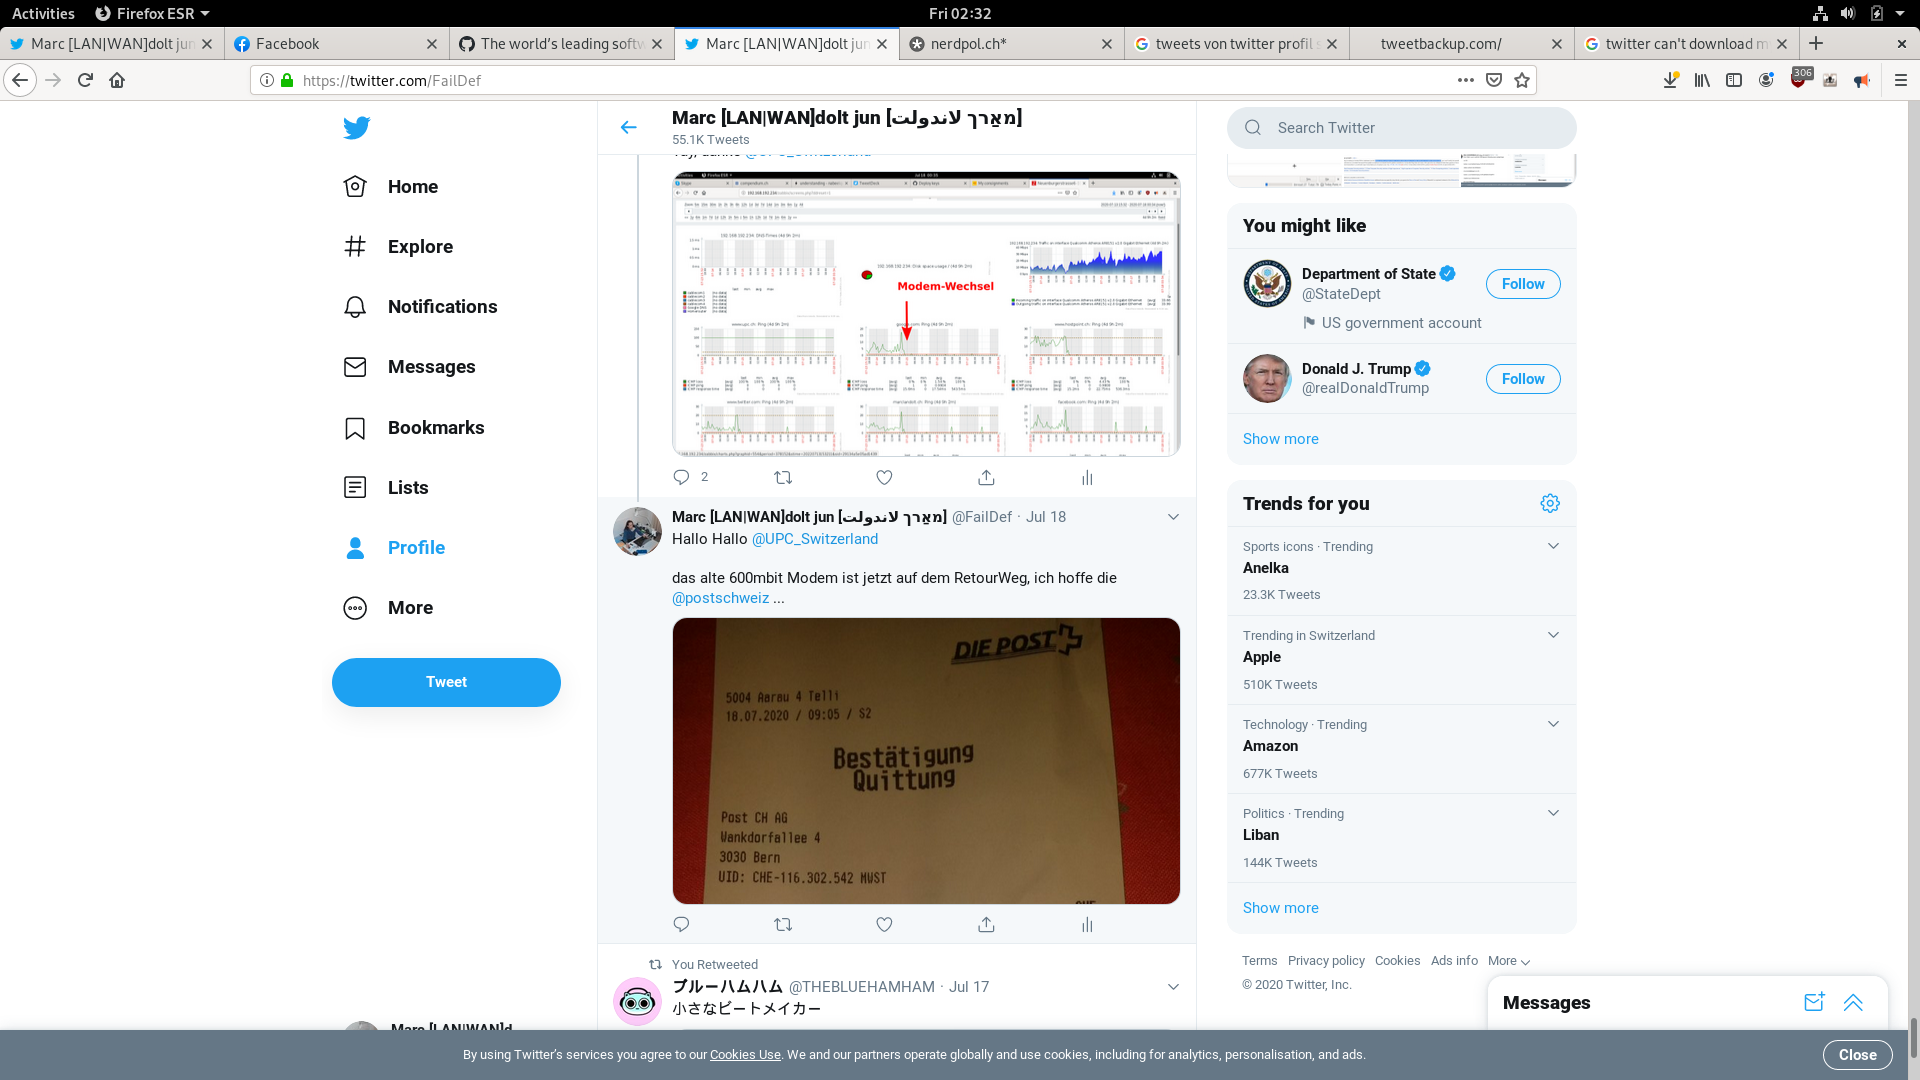 Activities
Firefox ESR
Fri 02:32
Marc [LAN|WAN]dolt jun
Facebook
The world's leading softw
Marc [LAN|WAN]dolt jun
nerdpol.ch*
tweets von twitter profil s
tweetbackup.com/
twitter can't download m
https://twitter.com/FailDef
306
Home
Explore
Notifications
Messages
Bookmarks
Lists
Profile
More
Tweet
Marc [LAN|WAN]dolt jun [מאַרך לאנדולת]
55.1K Tweets
Modem-Wechsel
2
Marc [LAN|WAN]dolt jun [מאַרך לאנדולת] @FailDef · Jul 18
Hallo Hallo @UPC_Switzerland
das alte 600mbit Modem ist jetzt auf dem RetourWeg, ich hoffe die
@postschweiz ...
DIE POST
5004 Aarau 4 Telli
18.07.2020 / 09:05 / S2
Bestätigung
Quittung
Post CH AG
Wankdorfallee 4
3030 Bern
UID: CHE-116.302.542 MWST
You Retweeted
ブルーハムハム @THEBLUEHAMHAM · Jul 17
小さなビートメイカー
Search Twitter
You might like
Department of State
@StateDept
Follow
US government account
Donald J. Trump
@realDonaldTrump
Follow
Show more
Trends for you
Sports icons · Trending
Anelka
23.3K Tweets
Trending in Switzerland
Apple
510K Tweets
Technology · Trending
Amazon
677K Tweets
Politics · Trending
Liban
144K Tweets
Show more
Terms Privacy policy Cookies Ads info More
© 2020 Twitter, Inc.
Messages
Marc [LAN|WAN]d
By using Twitter's services you agree to our Cookies Use. We and our partners operate globally and use cookies, including for analytics, personalisation, and ads.
Close